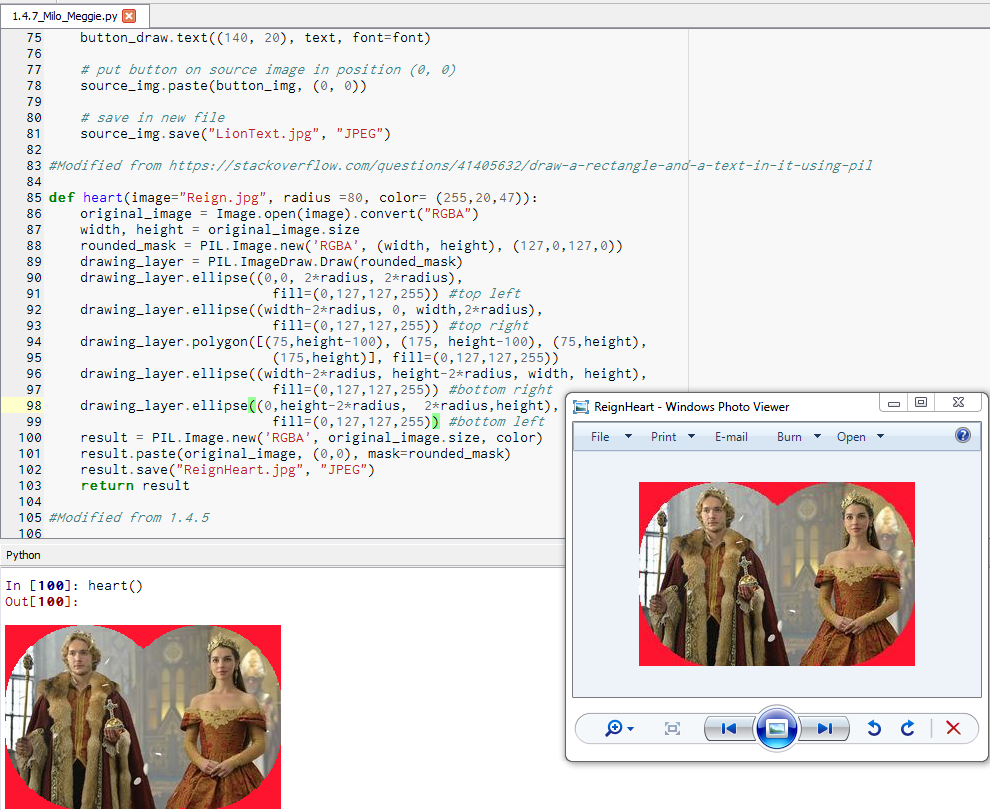 1.4.7_Milo_Meggie.py
75 button_draw.text((140, 20), text, font=font)
76
77 # put button on source image in position (0, 0)
78 source_img.paste(button_img, (0, 0))
79
80 # save in new file
81 source_img.save("LionText.jpg", "JPEG")
82
83 #Modified from https://stackoverflow.com/questions/41405632/draw-a-rectangle-and-a-text-in-it-using-pil
84
85 def heart(image="Reign.jpg", radius =80, color= (255,20,47)):
86 original_image = Image.open(image).convert("RGBA")
87 width, height = original_image.size
88 rounded_mask = PIL.Image.new('RGBA', (width, height), (127,0,127,0))
89 drawing_layer = PIL.ImageDraw.Draw(rounded_mask)
90 drawing_layer.ellipse((0,0, 2*radius, 2*radius),
91 fill=(0,127,127,255)) #top left
92 drawing_layer.ellipse((width-2*radius, 0, width,2*radius),
93 fill=(0,127,127,255)) #top right
94 drawing_layer.polygon([(75,height-100), (175, height-100), (75,height),
95 (175,height)], fill=(0,127,127,255))
96 drawing_layer.ellipse((width-2*radius, height-2*radius, width, height),
97 fill=(0,127,127,255)) #bottom right
98 drawing_layer.ellipse((0,height-2*radius, 2*radius,height),
99 fill=(0,127,127,255)) #bottom left
100 result = PIL.Image.new('RGBA', original_image.size, color)
101 result.paste(original_image, (0,0), mask=rounded_mask)
102 result.save("ReignHeart.jpg", "JPEG")
103 return result
104
105 #Modified from 1.4.5
106
ReignHeart - Windows Photo Viewer
File Print E-mail Burn Open
Python
In [100]: heart()
Out[100]: